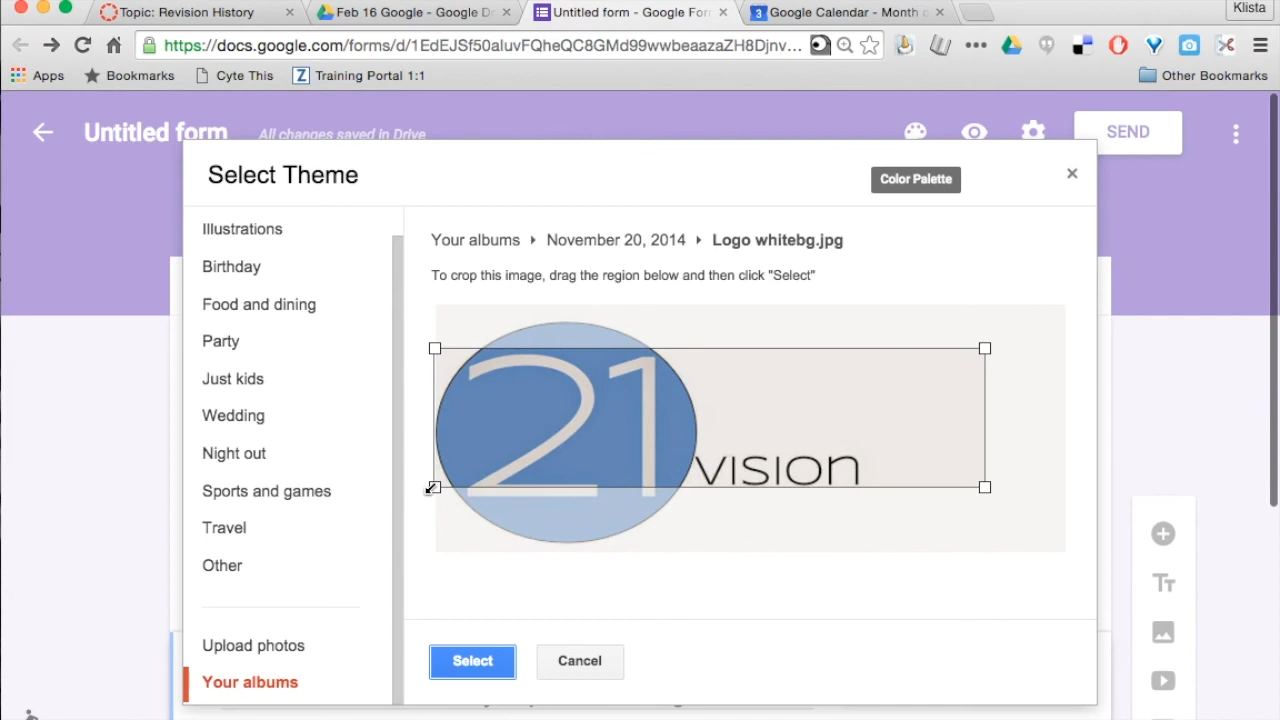 Topic: Revision History
Feb 16 Google - Google Dr
Untitled form - Google For
3 Google Calendar - Month o
Klista
https://docs.google.com/forms/d/1EdEJSf50aluvFQheQC8GMd99wwbeaazaZH8Djnv...
Apps
Bookmarks
Cyte This
Z Training Portal 1:1
Other Bookmarks
Untitled form
All changes saved in Drive
SEND
Select Theme
Color Palette
Illustrations
Birthday
Food and dining
Party
Just kids
Wedding
Night out
Sports and games
Travel
Other
Upload photos
Your albums
Your albums
November 20, 2014
Logo whitebg.jpg
To crop this image, drag the region below and then click "Select"
21 vision
Select
Cancel
Tт